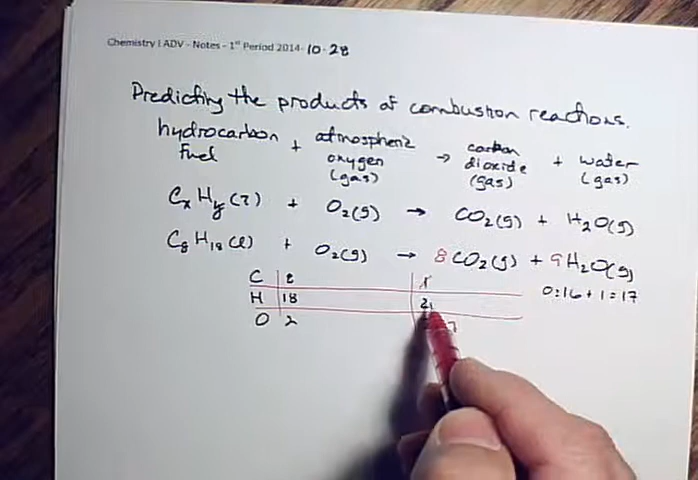 Chemistry I ADV - Notes - 1st Period 2014- 10-28
Predicting the products of combustion reactions.
hydrocarbon fuel + atmospheric oxygen (gas) → carbon dioxide (gas) + water (gas)
CxHy(?) + O2(g) → CO2(g) + H2O(g)
C8H18(l) + O2(g) → 8CO2(g) + 9H2O(g)
C 8 1
O:16+1=17
H 18 2
O 2